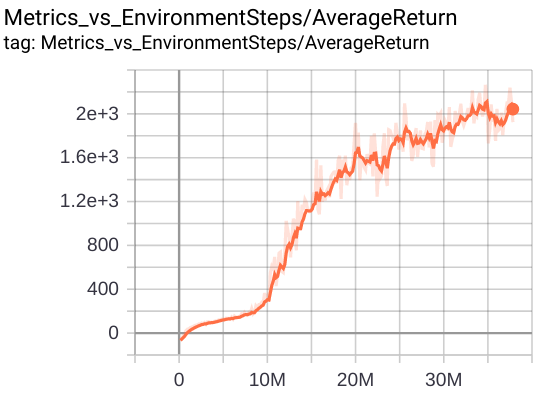 Metrics_vs_EnvironmentSteps/AverageReturn
tag: Metrics_vs_EnvironmentSteps/AverageReturn
2e+3
1.6e+3
1.2e+3
800
400
0
0 10M 20M 30M